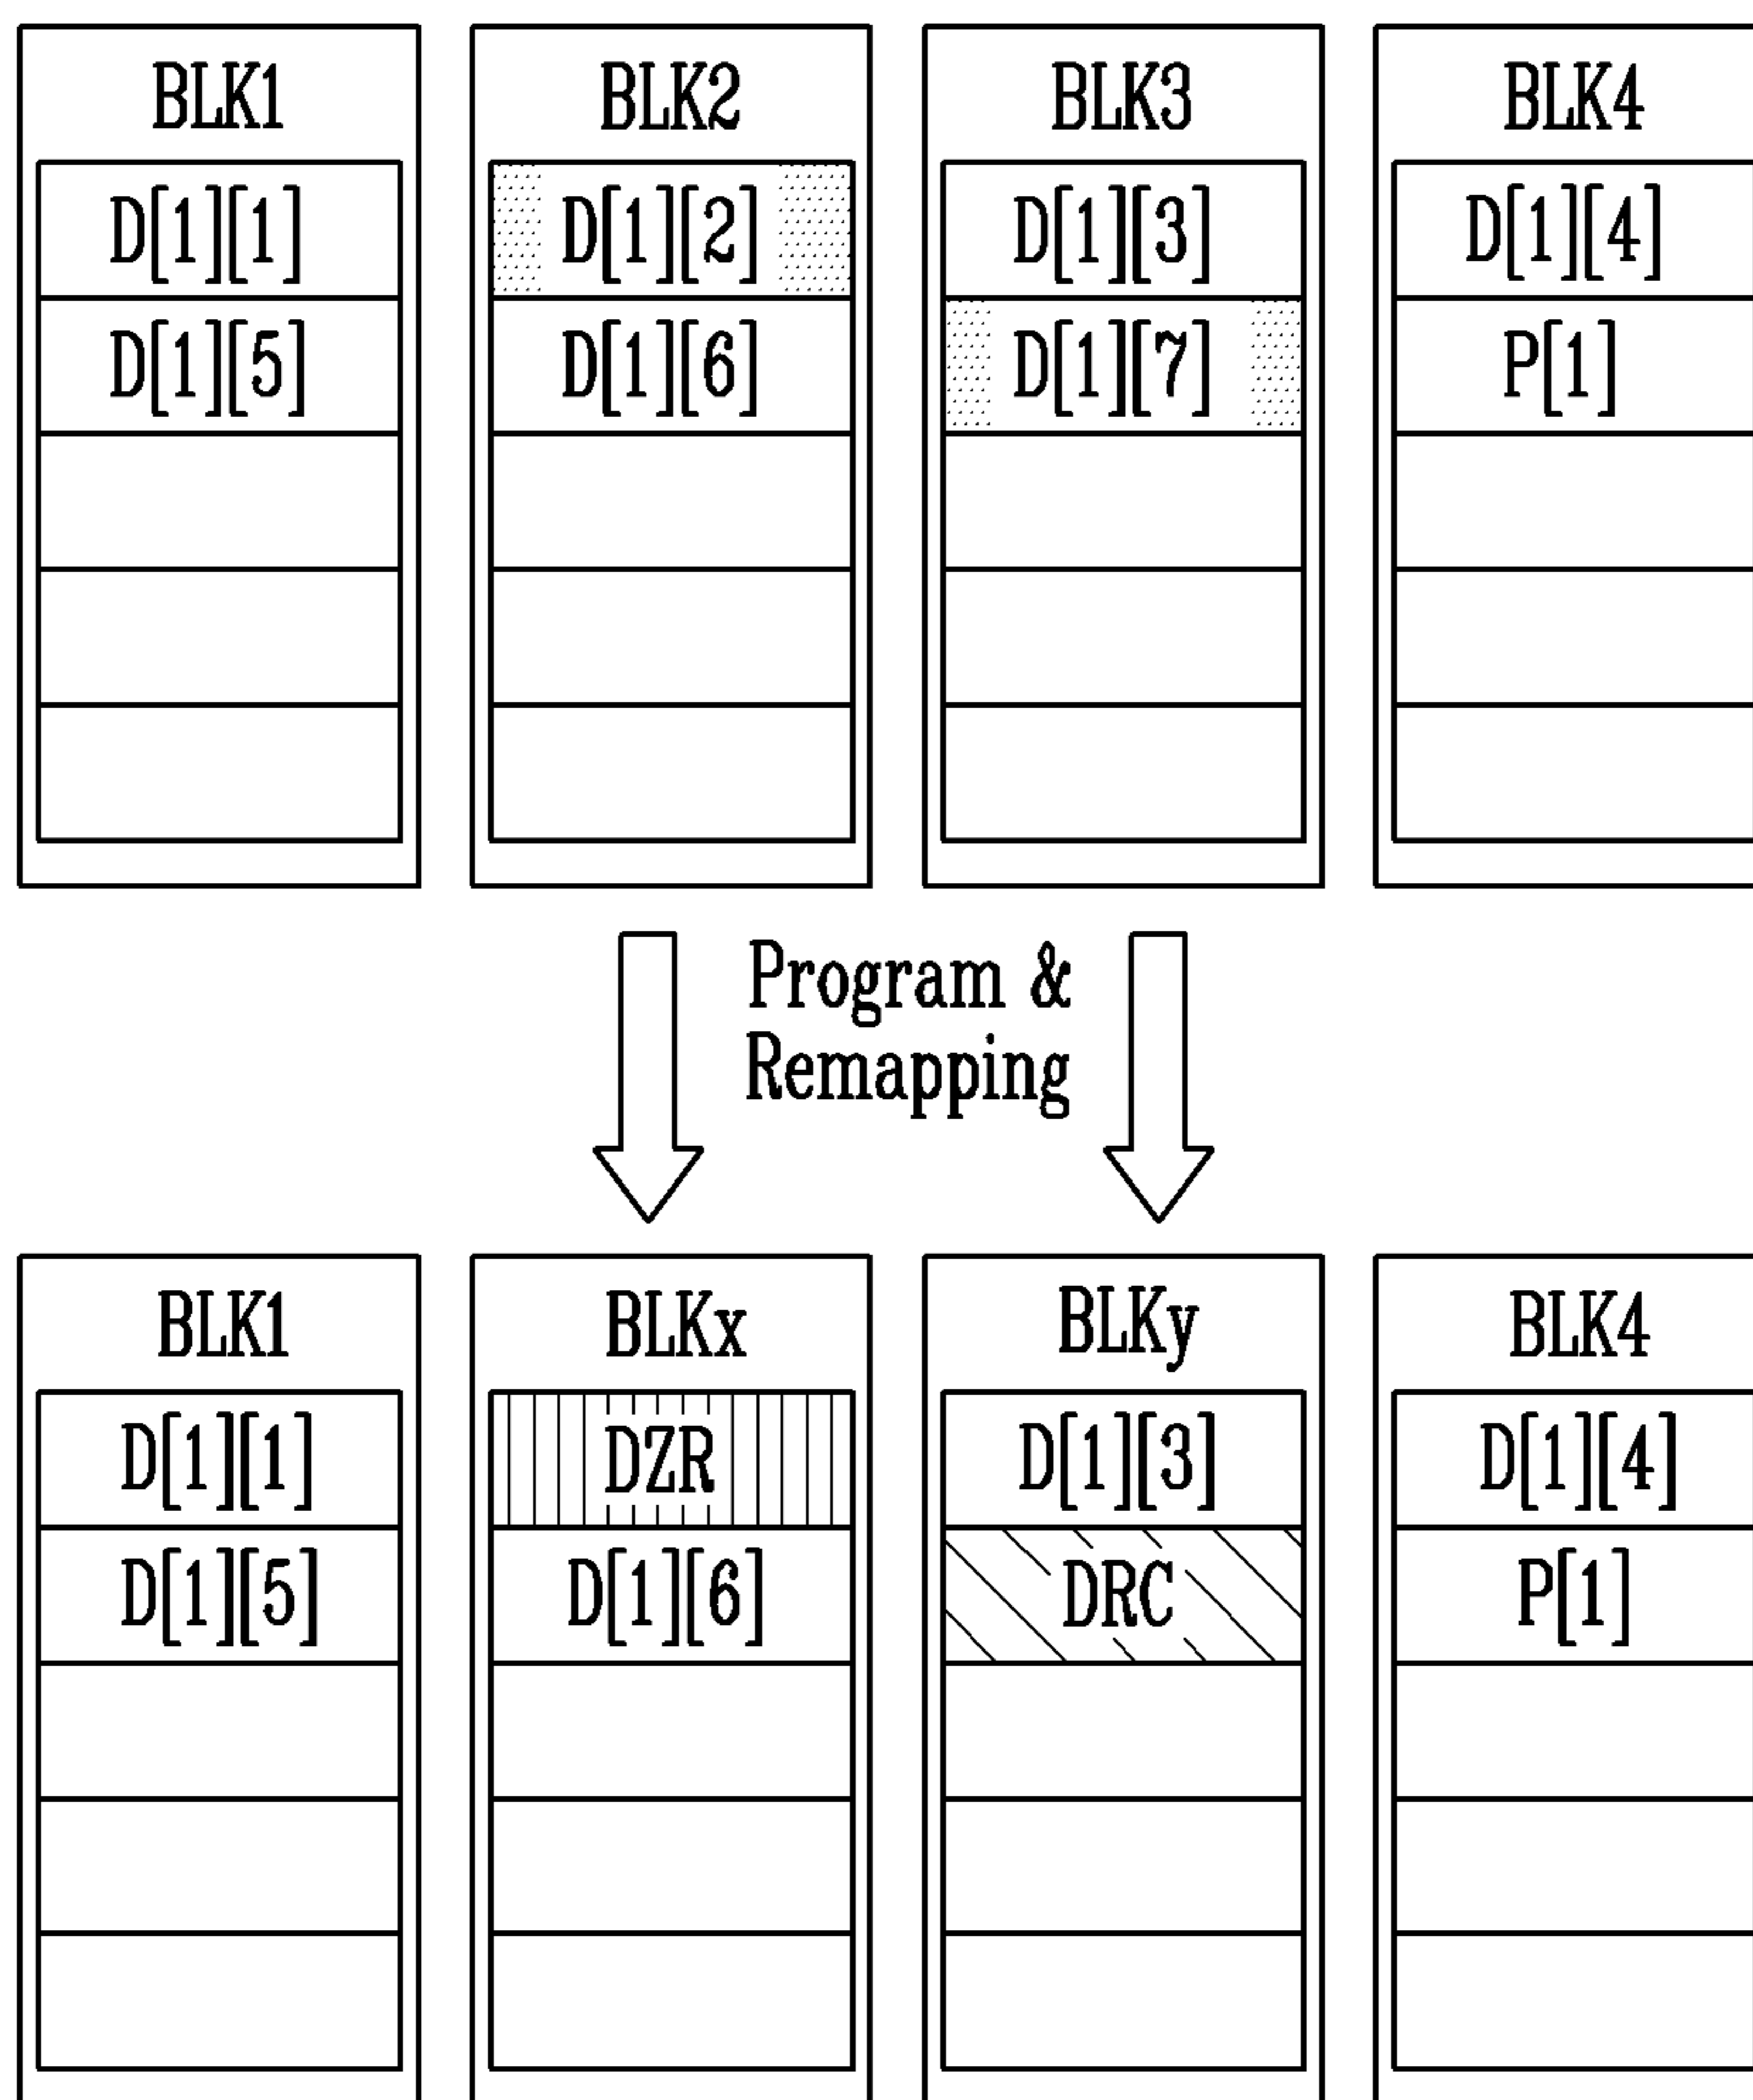 BLK1 BLK2 BLK3 BLK4
D[1][1] D[1][2] D[1][3] D[1][4]
D[1][5] D[1][6] D[1][7] P[1]
Program &
Remapping
BLK1 BLKx BLKy BLK4
D[1][1] DZR D[1][3] D[1][4]
D[1][5] D[1][6] DRC P[1]